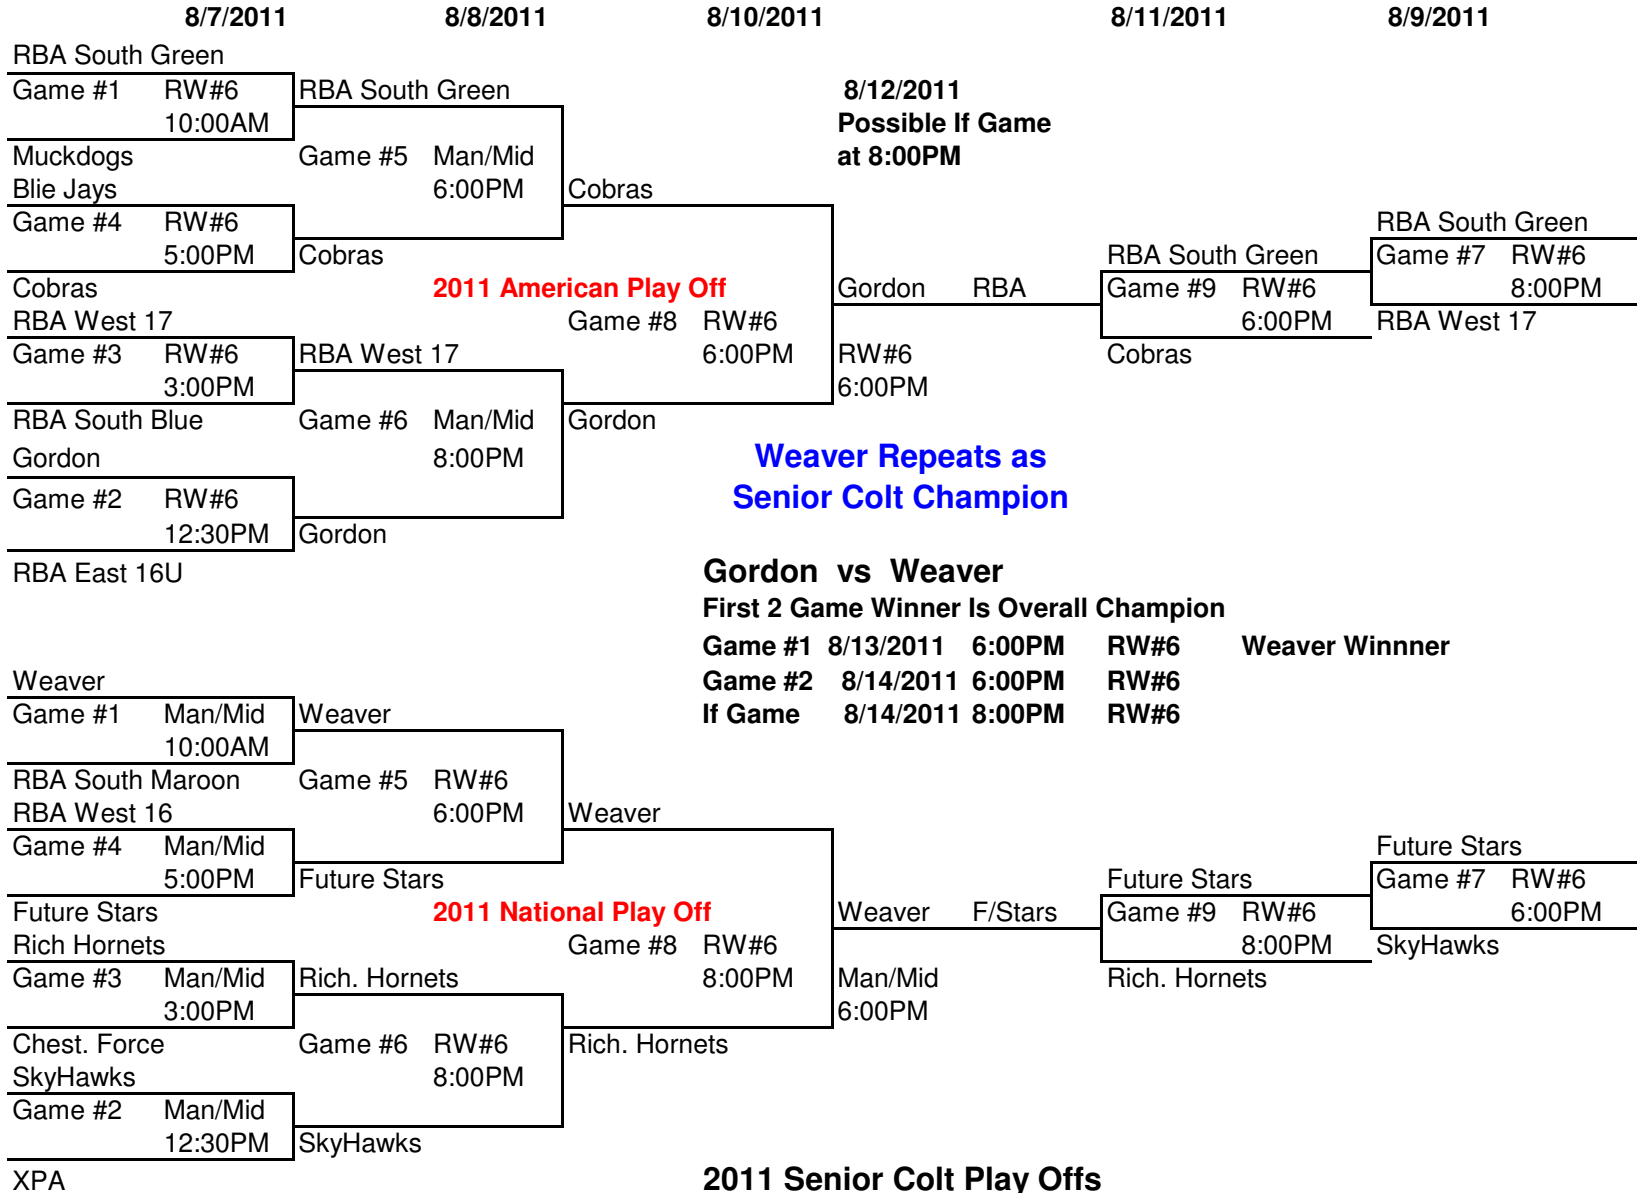 8/7/2011 8/8/2011 8/10/2011 8/11/2011 8/9/2011
RBA South Green
Game #1 RW#6 RBA South Green 8/12/2011
10:00AM Possible If Game
Muckdogs Game #5 Man/Mid at 8:00PM
Blie Jays 6:00PM Cobras
Game #4 RW#6 RBA South Green
5:00PM Cobras RBA South Green Game #7 RW#6
Cobras 2011 American Play Off Gordon RBA Game #9 RW#6 8:00PM
RBA West 17 Game #8 RW#6 6:00PM RBA West 17
Game #3 RW#6 RBA West 17 6:00PM RW#6 Cobras
3:00PM 6:00PM
RBA South Blue Game #6 Man/Mid Gordon
Gordon 8:00PM Weaver Repeats as
Game #2 RW#6 Senior Colt Champion
12:30PM Gordon
RBA East 16U Gordon vs Weaver
First 2 Game Winner Is Overall Champion
Game #1 8/13/2011 6:00PM RW#6 Weaver Winnner
Weaver Game #2 8/14/2011 6:00PM RW#6
Game #1 Man/Mid Weaver If Game 8/14/2011 8:00PM RW#6
10:00AM
RBA South Maroon Game #5 RW#6
RBA West 16 6:00PM Weaver
Game #4 Man/Mid Future Stars
5:00PM Future Stars Future Stars Game #7 RW#6
Future Stars 2011 National Play Off Weaver F/Stars Game #9 RW#6 6:00PM
Rich Hornets Game #8 RW#6 8:00PM SkyHawks
Game #3 Man/Mid Rich. Hornets 8:00PM Man/Mid Rich. Hornets
3:00PM 6:00PM
Chest. Force Game #6 RW#6 Rich. Hornets
SkyHawks 8:00PM
Game #2 Man/Mid
12:30PM SkyHawks
XPA 2011 Senior Colt Play Offs